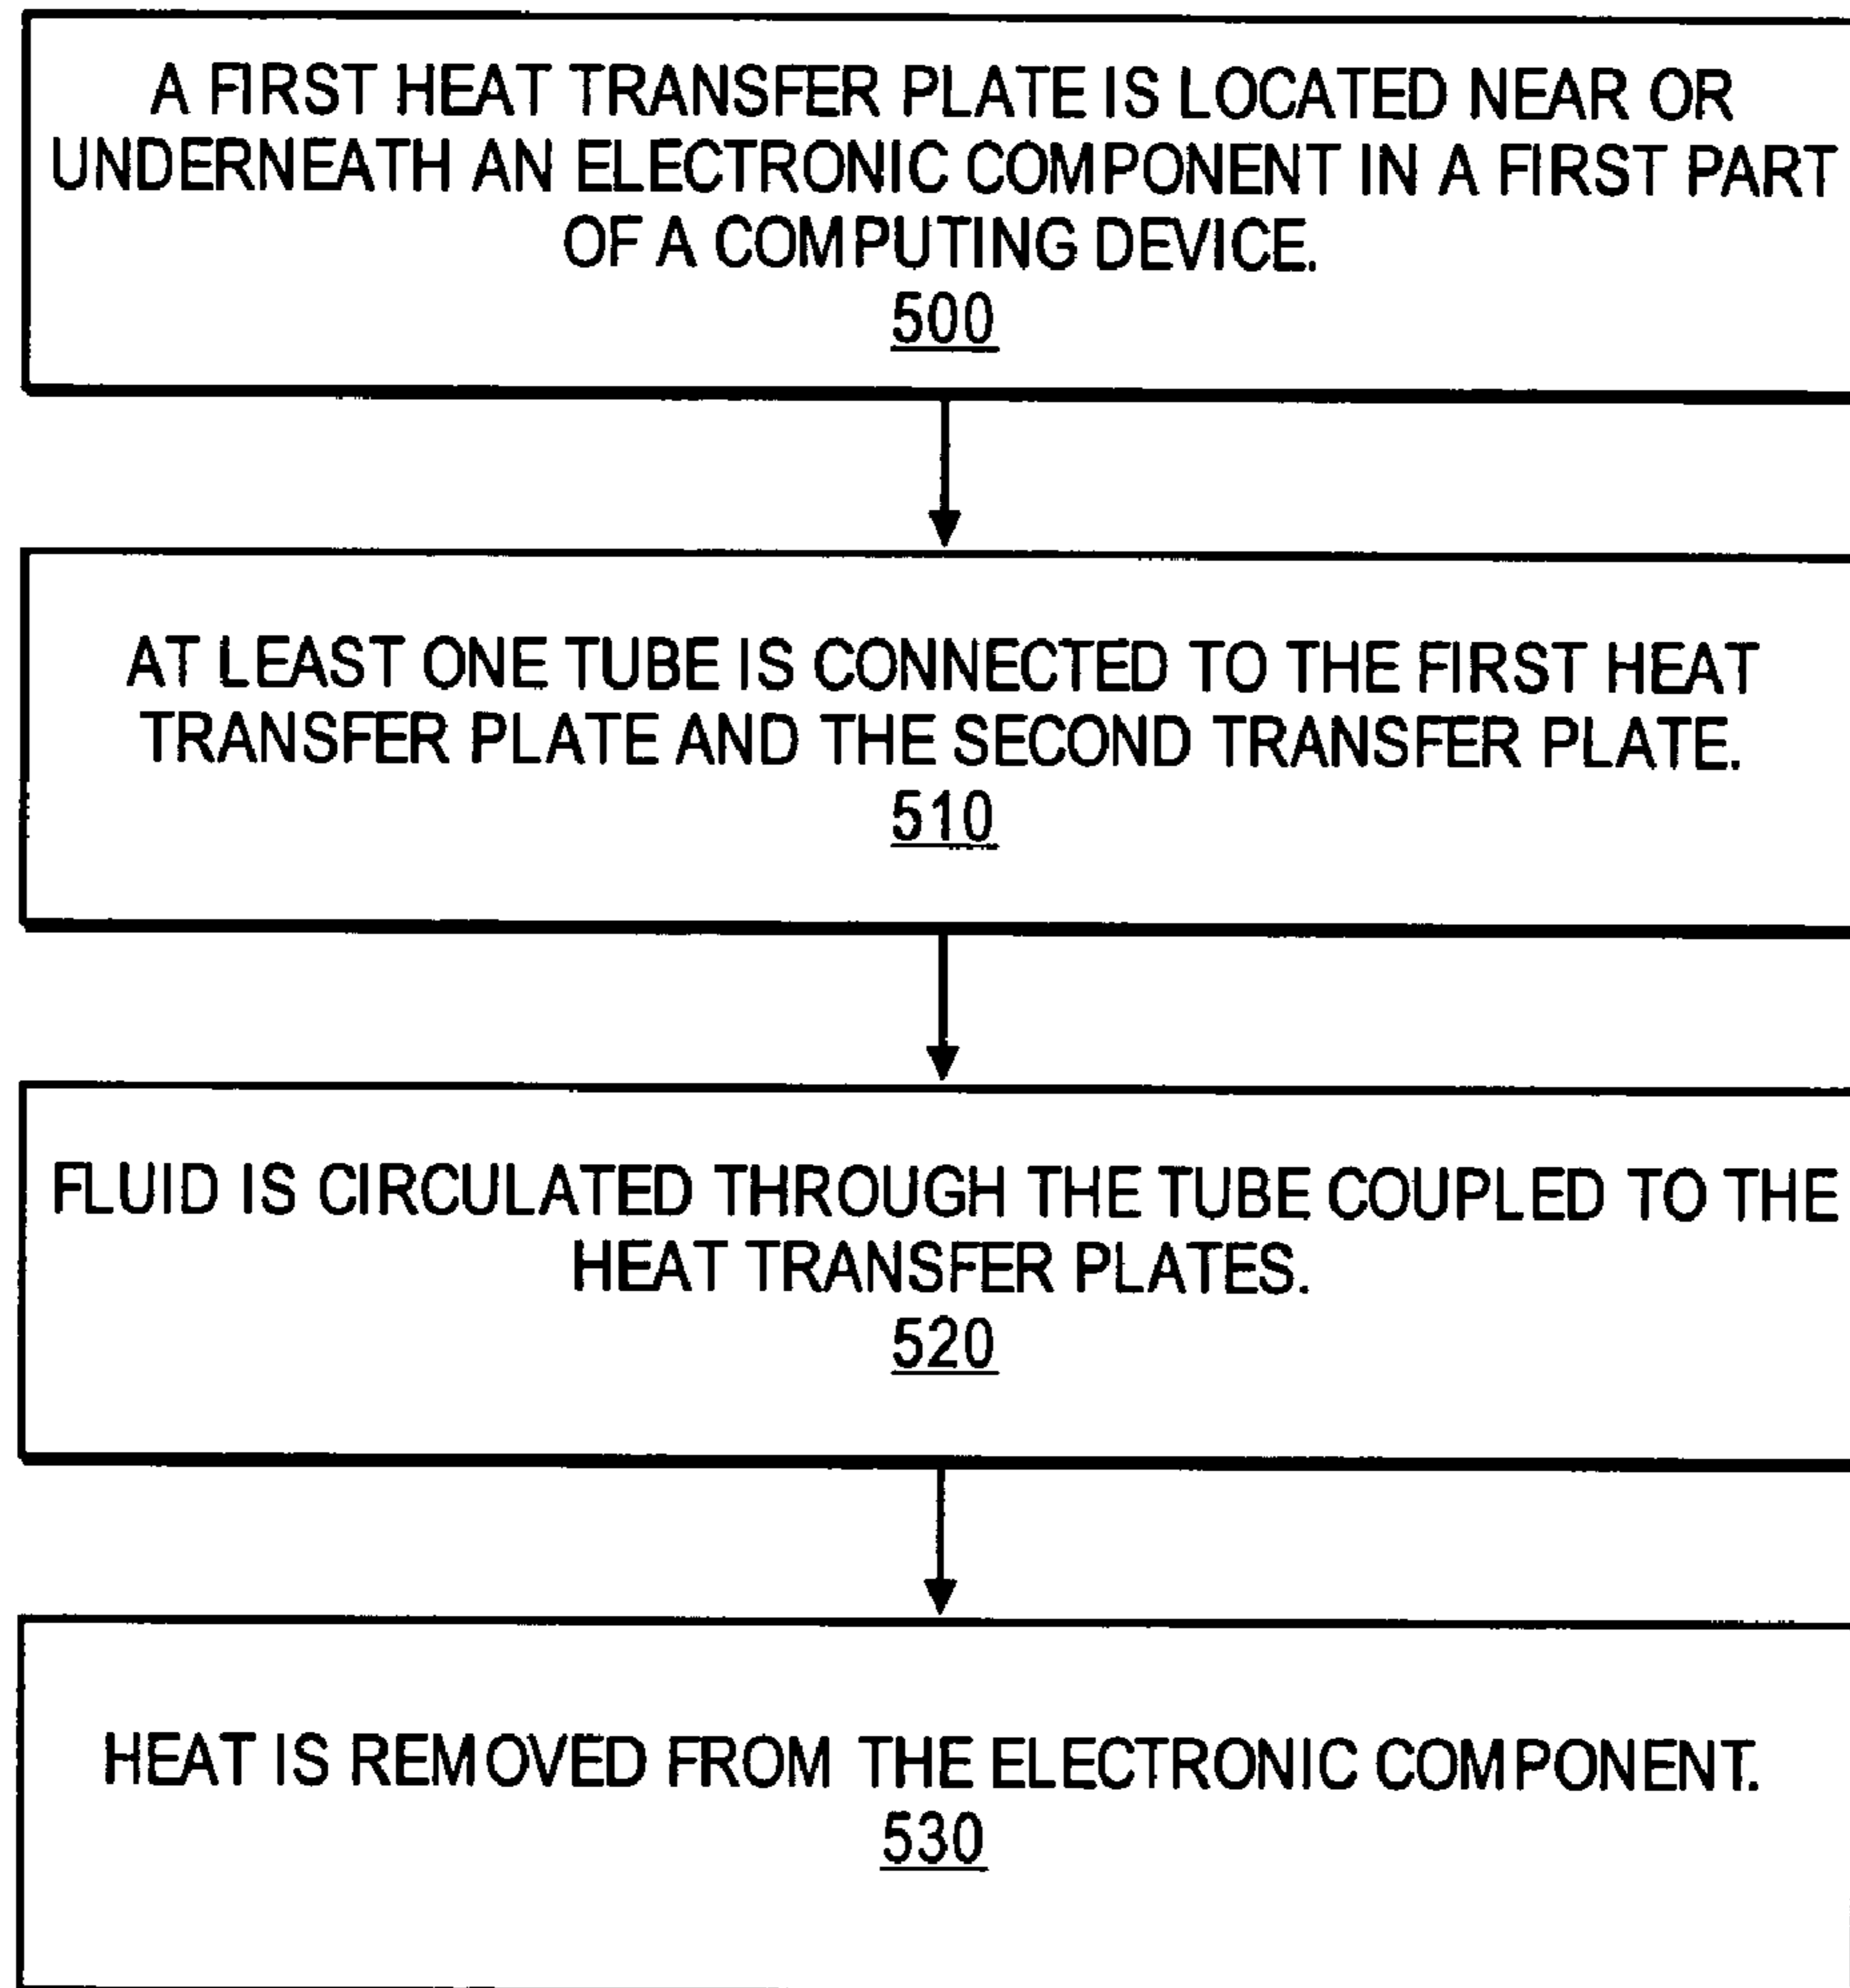 A FIRST HEAT TRANSFER PLATE IS LOCATED NEAR OR
UNDERNEATH AN ELECTRONIC COMPONENT IN A FIRST PART
OF A COMPUTING DEVICE.
500
AT LEAST ONE TUBE IS CONNECTED TO THE FIRST HEAT
TRANSFER PLATE AND THE SECOND TRANSFER PLATE.
510
FLUID IS CIRCULATED THROUGH THE TUBE COUPLED TO THE
HEAT TRANSFER PLATES.
520
HEAT IS REMOVED FROM THE ELECTRONIC COMPONENT.
530